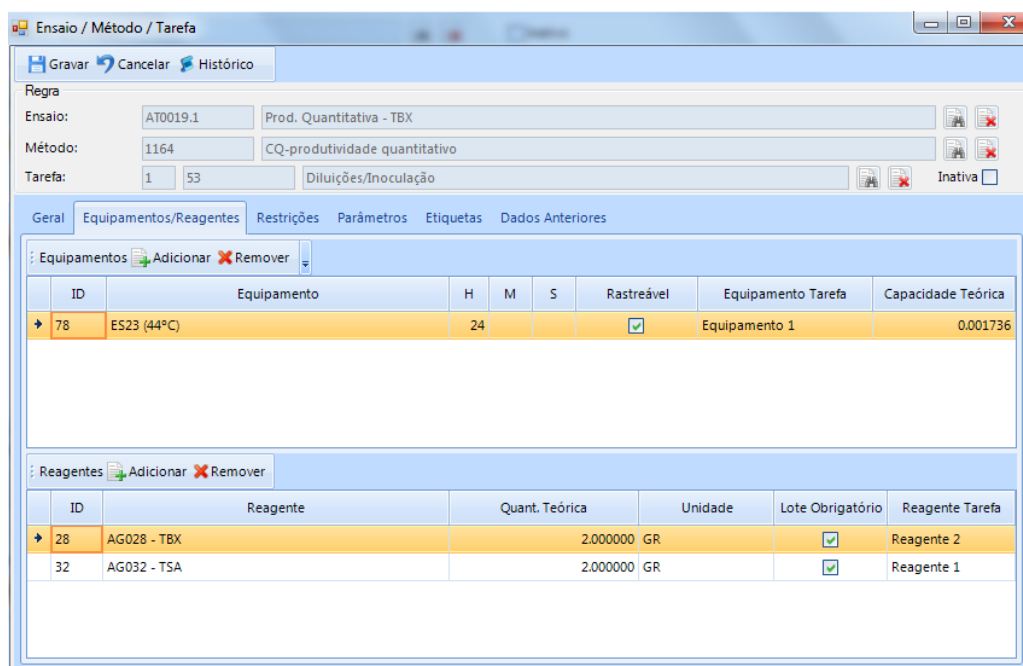 Ensaio / Método / Tarefa
Gravar Cancelar Histórico
Regra
Ensaio: AT0019.1 Prod. Quantitativa - TBX
Método: 1164 CQ-produtividade quantitativo
Tarefa: 1 53 Diluições/Inoculação Inativa
Geral Equipamentos/Reagentes Restrições Parâmetros Etiquetas Dados Anteriores
Equipamentos Adicionar Remover
ID Equipamento H M S Rastreável Equipamento Tarefa Capacidade Teórica
78 ES23 (44ºC) 24 Equipamento 1 0.001736
Reagentes Adicionar Remover
ID Reagente Quant. Teórica Unidade Lote Obrigatório Reagente Tarefa
28 AG028 - TBX 2.000000 GR Reagente 2
32 AG032 - TSA 2.000000 GR Reagente 1